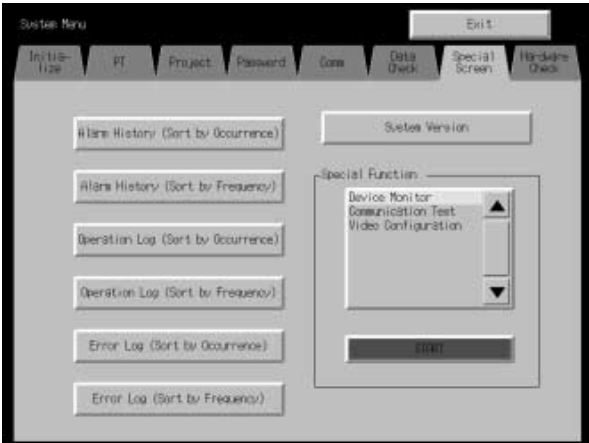 System Menu
Exit
Initia-
lize
PT
Project
Password
Comm
Data
Check
Special
Screen
Hardware
Check
Alarm History (Sort by Occurrence)
System Version
Alarm History (Sort by Frequency)
Special Function
Device Monitor
Communication Test
Video Configuration
Operation Log (Sort by Occurrence)
Operation Log (Sort by Frequency)
Error Log (Sort by Occurrence)
START
Error Log (Sort by Frequency)